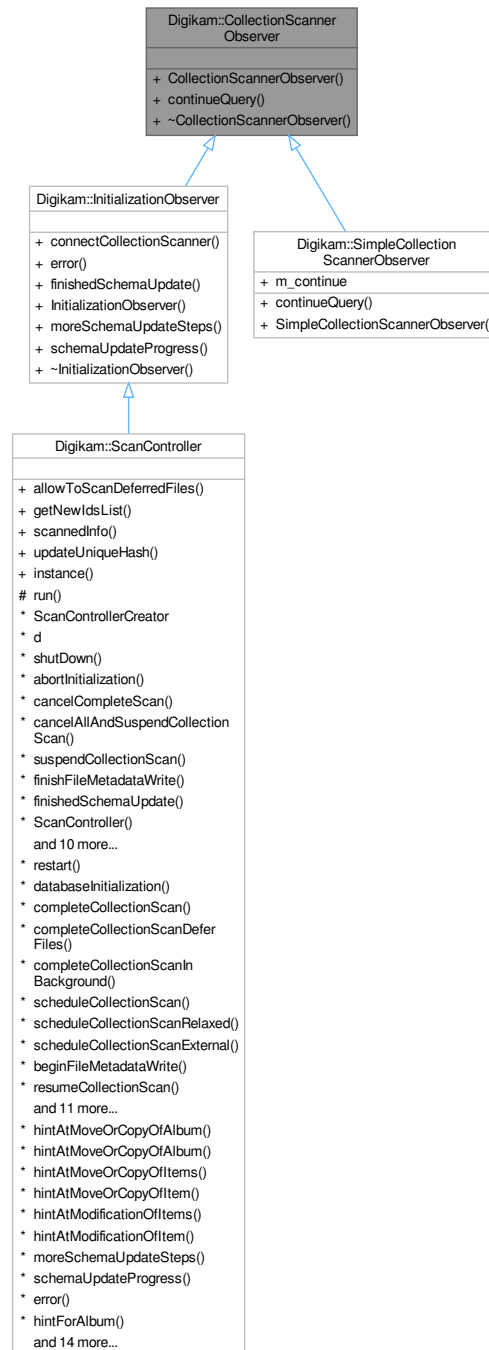 Digikam::CollectionScanner
Observer
+ CollectionScannerObserver()
+ continueQuery()
+ ~CollectionScannerObserver()
Digikam::InitializationObserver
+ connectCollectionScanner()
+ error()
+ finishedSchemaUpdate()
+ InitializationObserver()
+ moreSchemaUpdateSteps()
+ schemaUpdateProgress()
+ ~InitializationObserver()
Digikam::SimpleCollection
ScannerObserver
+ m_continue
+ continueQuery()
+ SimpleCollectionScannerObserver(
Digikam::ScanController
+ allowToScanDeferredFiles()
+ getNewIdsList()
+ scannedInfo()
+ updateUniqueHash()
+ instance()
# run()
* ScanControllerCreator
* d
* shutDown()
* abortInitialization()
* cancelCompleteScan()
* cancelAllAndSuspendCollection
Scan()
* suspendCollectionScan()
* finishFileMetadataWrite()
* finishedSchemaUpdate()
* ScanController()
and 10 more...
* restart()
* databaseInitialization()
* completeCollectionScan()
* completeCollectionScanDefer
Files()
* completeCollectionScanIn
Background()
* scheduleCollectionScan()
* scheduleCollectionScanRelaxed()
* scheduleCollectionScanExternal()
* beginFileMetadataWrite()
* resumeCollectionScan()
and 11 more...
* hintAtMoveOrCopyOfAlbum()
* hintAtMoveOrCopyOfAlbum()
* hintAtMoveOrCopyOfItems()
* hintAtMoveOrCopyOfItem()
* hintAtModificationOfItems()
* hintAtModificationOfItem()
* moreSchemaUpdateSteps()
* schemaUpdateProgress()
* error()
* hintForAlbum()
and 14 more...